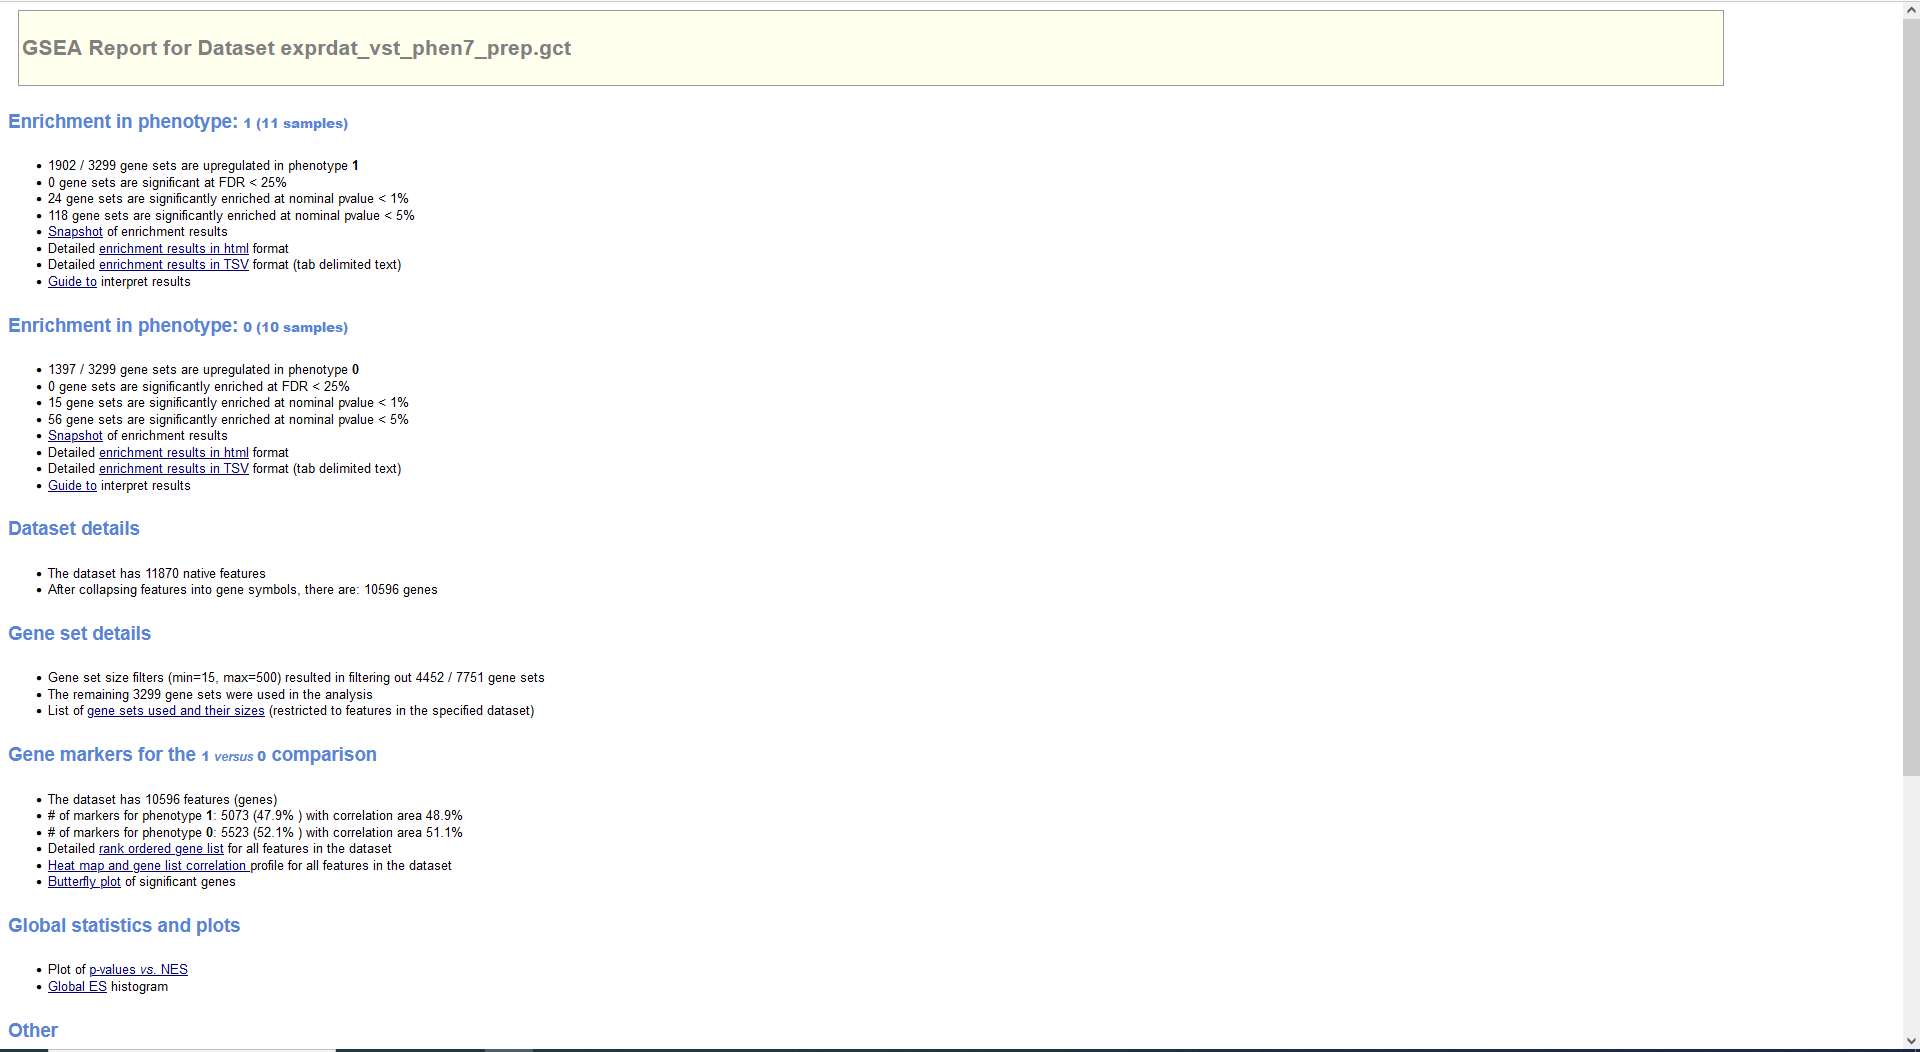 GSEA Report for Dataset exprdat_vst_phen7_prep.gct
Enrichment in phenotype: 1 (11 samples)
• 1902 / 3299 gene sets are upregulated in phenotype 1
• 0 gene sets are significant at FDR < 25%
• 24 gene sets are significantly enriched at nominal pvalue < 1%
• 118 gene sets are significantly enriched at nominal pvalue < 5%
• Snapshot of enrichment results
• Detailed enrichment results in html format
• Detailed enrichment results in TSV format (tab delimited text)
• Guide to interpret results
Enrichment in phenotype: 0 (10 samples)
• 1397 / 3299 gene sets are upregulated in phenotype 0
• 0 gene sets are significantly enriched at FDR < 25%
• 15 gene sets are significantly enriched at nominal pvalue < 1%
• 56 gene sets are significantly enriched at nominal pvalue < 5%
• Snapshot of enrichment results
• Detailed enrichment results in html format
• Detailed enrichment results in TSV format (tab delimited text)
• Guide to interpret results
Dataset details
• The dataset has 11870 native features
• After collapsing features into gene symbols, there are: 10596 genes
Gene set details
• Gene set size filters (min=15, max=500) resulted in filtering out 4452 / 7751 gene sets
• The remaining 3299 gene sets were used in the analysis
• List of gene sets used and their sizes (restricted to features in the specified dataset)
Gene markers for the 1 versus 0 comparison
• The dataset has 10596 features (genes)
• # of markers for phenotype 1: 5073 (47.9% ) with correlation area 48.9%
• # of markers for phenotype 0: 5523 (52.1% ) with correlation area 51.1%
• Detailed rank ordered gene list for all features in the dataset
• Heat map and gene list correlation profile for all features in the dataset
• Butterfly plot of significant genes
Global statistics and plots
• Plot of p-values vs. NES
• Global ES histogram
Other